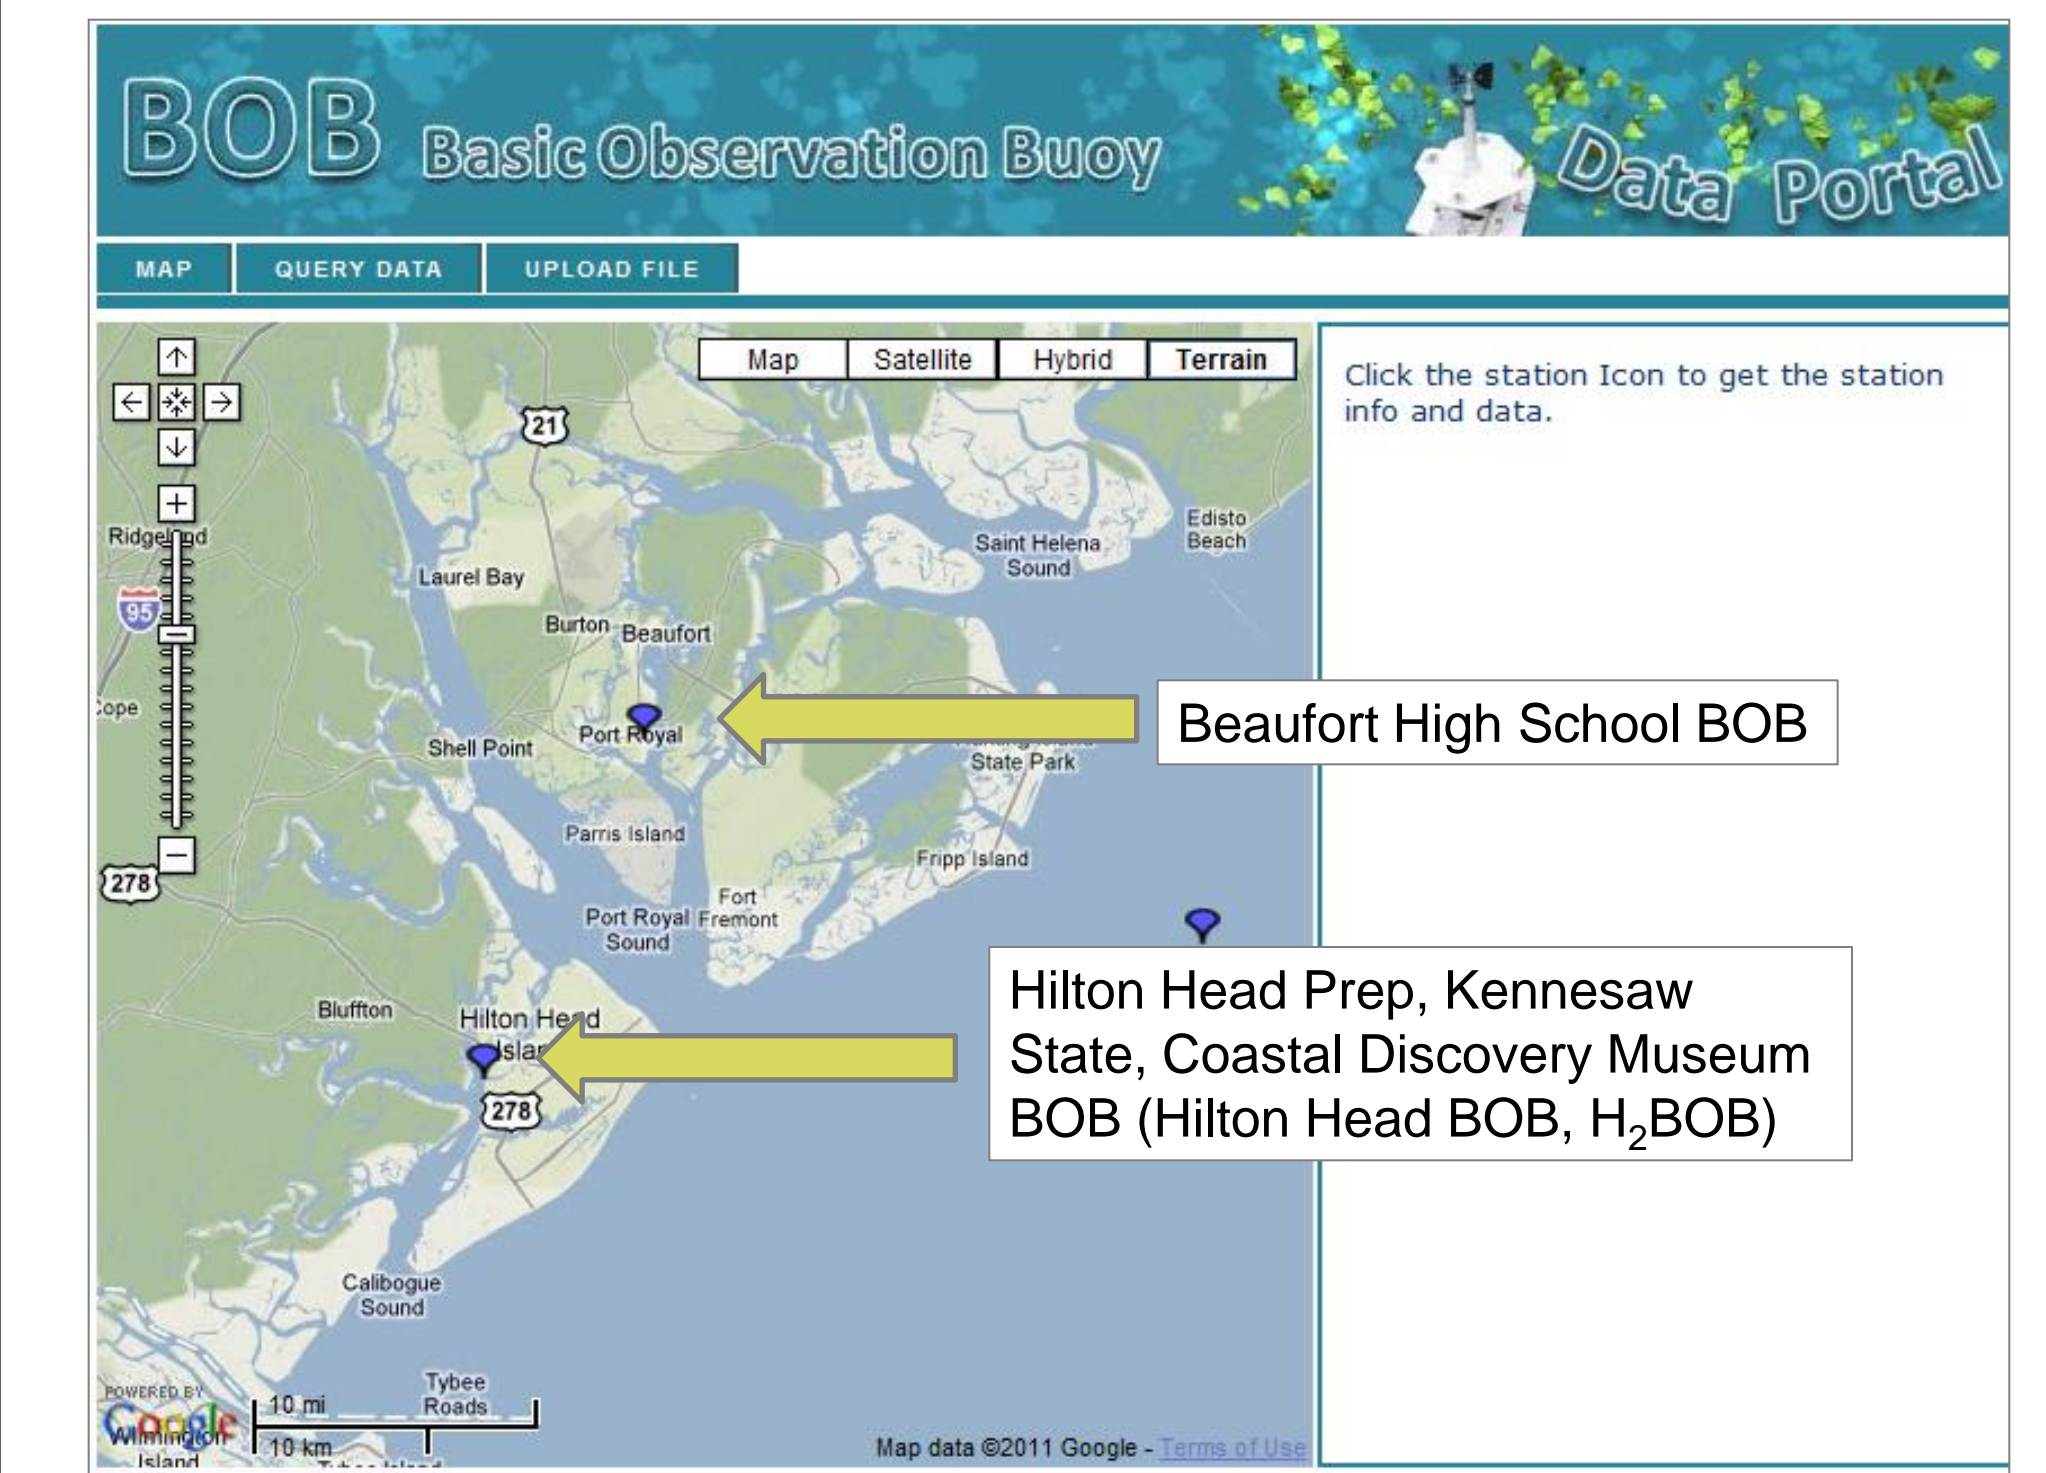 BOB Basic Observation Buoy
Data Portal
MAP QUERY DATA UPLOAD FILE
Map Satellite Hybrid Terrain
Click the station Icon to get the station
info and data.
21
Edisto
Beach
Saint Helena
Sound
95
Laurel Bay
Burton
Beaufort
Port Royal
Shell Point
Beaufort High School BOB
State Park
Parris Island
Fripp Island
278
Fort
Fremont
Port Royal
Sound
Hilton Head Prep, Kennesaw
State, Coastal Discovery Museum
BOB (Hilton Head BOB, H₂BOB)
Bluffton
Hilton Head
278
Calibogue
Sound
Tybee
Roads
POWERED BY
Google
10 mi
10 km
Island
Map data ©2011 Google - Terms of Use